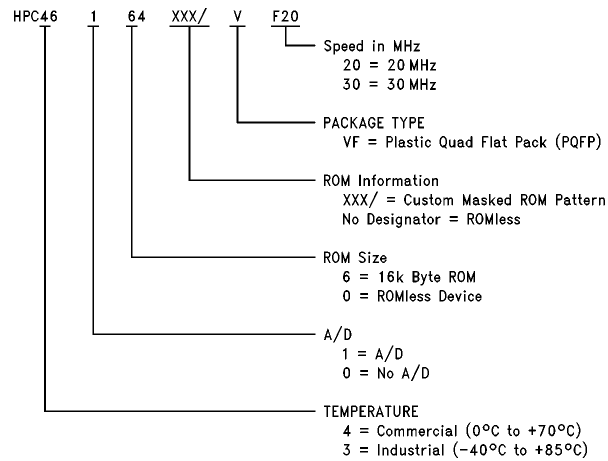 HPC46 1 64 XXX/ V F20
Speed in MHz
20 = 20 MHz
30 = 30 MHz
PACKAGE TYPE
VF = Plastic Quad Flat Pack (PQFP)
ROM Information
XXX/ = Custom Masked ROM Pattern
No Designator = ROMless
ROM Size
6 = 16k Byte ROM
0 = ROMless Device
A/D
1 = A/D
0 = No A/D
TEMPERATURE
4 = Commercial (0°C to +70°C)
3 = Industrial (−40°C to +85°C)